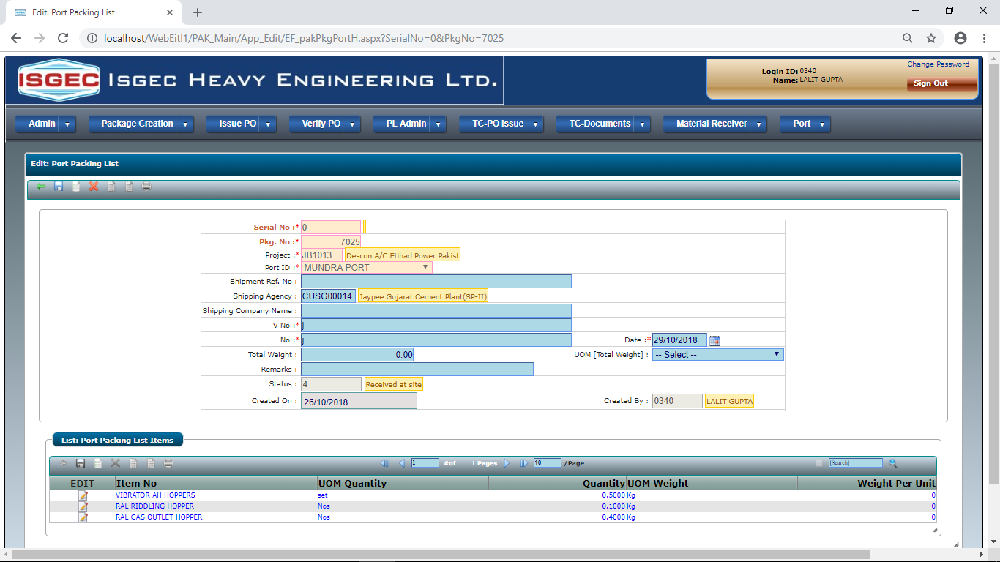 Edit: Port Packing List
localhost/WebEitl1/PAK_Main/App_Edit/EF_pakPkgPortH.aspx?SerialNo=0&PkgNo=7025
ISGEC ISGEC HEAVY ENGINEERING LTD.
Change Password
Login ID: 0340
Name: LALIT GUPTA
Sign Out
Admin Package Creation Issue PO Verify PO PL Admin TC-PO Issue TC-Documents Material Receiver Port
Edit: Port Packing List
Serial No :* 0
Pkg. No :* 7025
Project :* JB1013 Descon A/C Etihad Power Pakist
Port ID :* MUNDRA PORT
Shipment Ref. No :
Shipping Agency : CUSG00014 Jaypee Gujarat Cement Plant(SP-II)
Shipping Company Name :
V No :* j
- No :* j Date :* 29/10/2018
Total Weight : 0.00 UOM [Total Weight] : -- Select --
Remarks :
Status : 4 Received at site
Created On : 26/10/2018 Created By : 0340 LALIT GUPTA
List: Port Packing List Items
1 #of 1 Pages 10 /Page [Search]
EDIT Item No UOM Quantity Quantity UOM Weight Weight Per Unit
VIBRATOR-AH HOPPERS set 0.5000 Kg 0
RAL-RIDDLING HOPPER Nos 0.1000 Kg 0
RAL-GAS OUTLET HOPPER Nos 0.4000 Kg 0